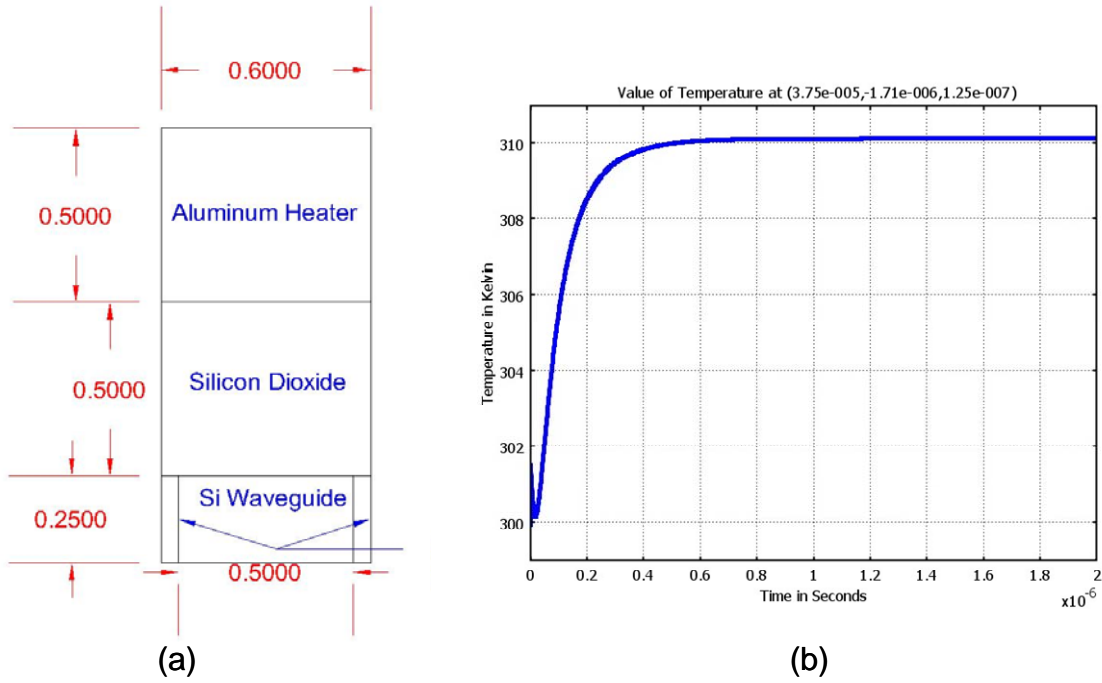 0.6000
0.5000
Aluminum Heater
0.5000
Silicon Dioxide
0.2500
Si Waveguide
0.5000
(a)
Value of Temperature at (3.75e-005,-1.71e-006,1.25e-007)
Temperature in Kelvin
310
308
306
304
302
300
0 0.2 0.4 0.6 0.8 1 1.2 1.4 1.6 1.8 2
x10^-6
Time in Seconds
(b)